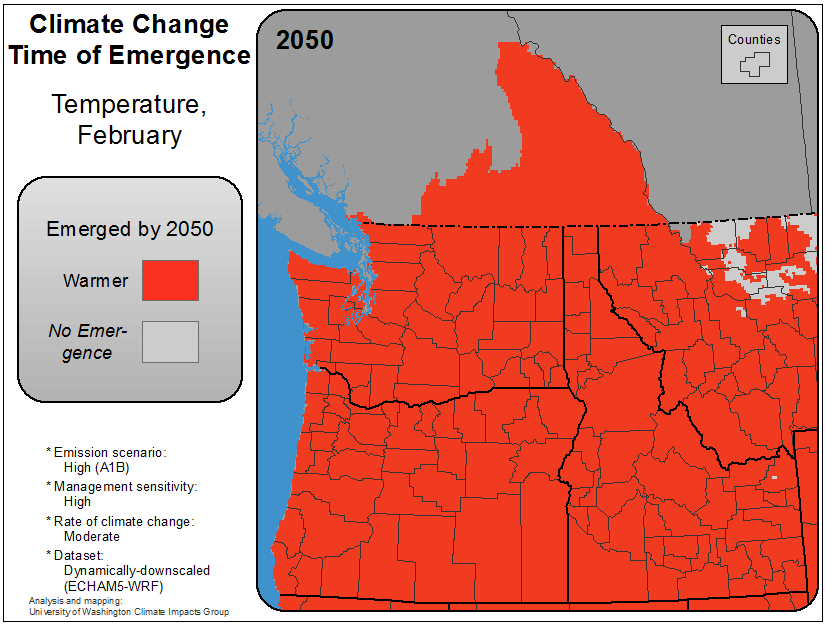 Climate Change
Time of Emergence
Temperature,
February
Emerged by 2050
Warmer
No Emer-
gence
* Emission scenario:
High (A1B)
* Management sensitivity:
High
* Rate of climate change:
Moderate
* Dataset:
Dynamically-downscaled
(ECHAM5-WRF)
Analysis and mapping:
University of Washington Climate Impacts Group
2050
Counties